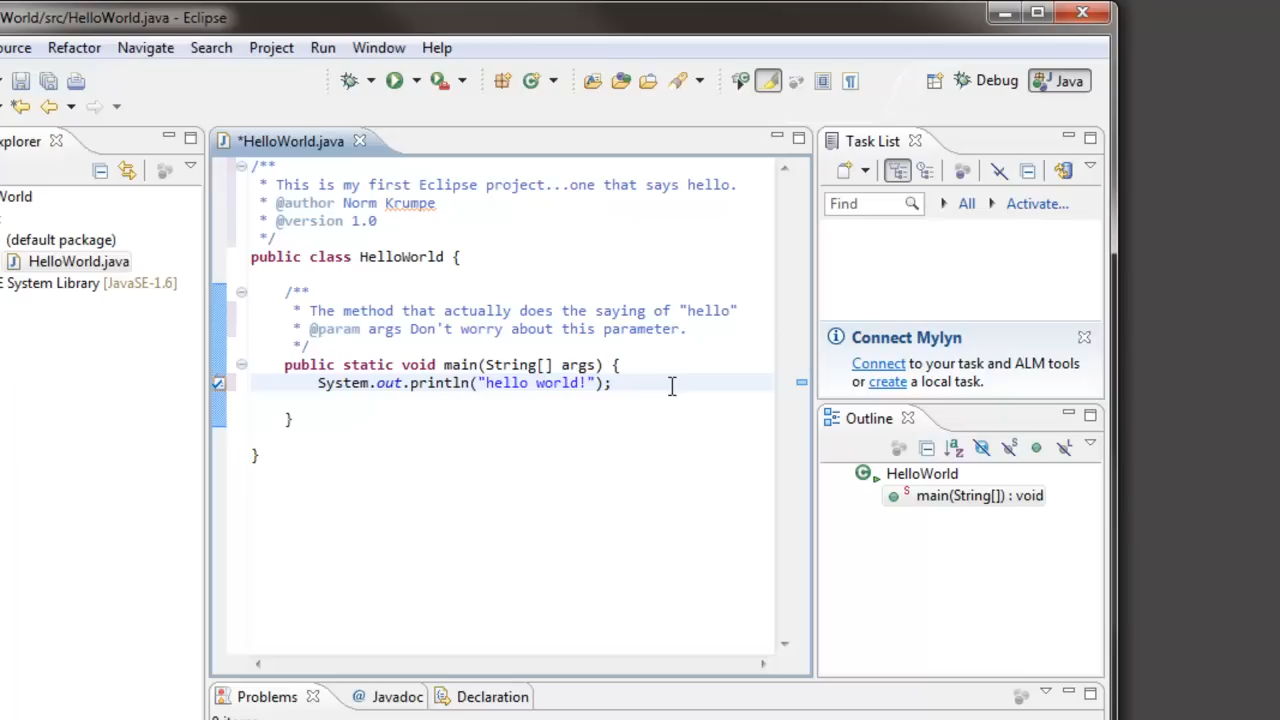 World/src/HelloWorld.java - Eclipse
ource Refactor Navigate Search Project Run Window Help
Debug Java
xplorer
*HelloWorld.java
Task List
World
(default package)
HelloWorld.java
E System Library [JavaSE-1.6]
/**
* This is my first Eclipse project...one that says hello.
* @author Norm Krumpe
* @version 1.0
*/
public class HelloWorld {
/**
* The method that actually does the saying of "hello"
* @param args Don't worry about this parameter.
*/
public static void main(String[] args) {
System.out.println("hello world!");
}
}
Find All Activate...
Connect Mylyn
Connect to your task and ALM tools
or create a local task.
Outline
HelloWorld
main(String[]) : void
Problems @ Javadoc Declaration